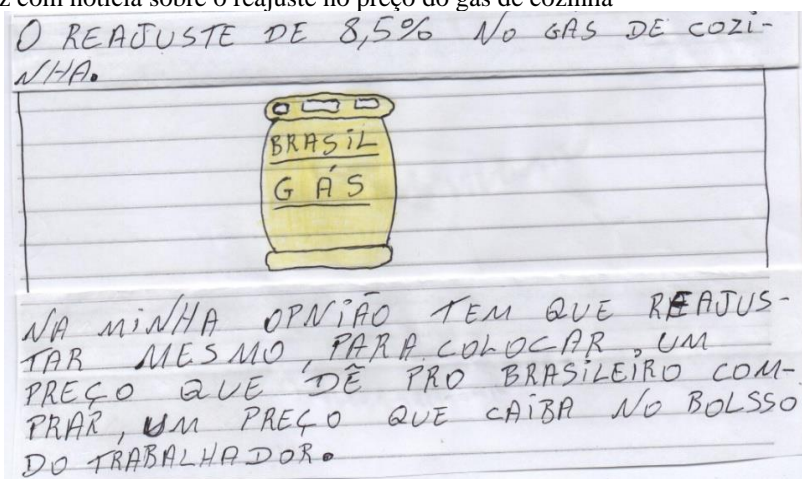 z com notícia sobre o reajuste no preço do gás de cozinha
O REAJUSTE DE 8,5% NO GÁS DE COZI-
NHA.
BRASIL
GÁS
NA MINHA OPNIÃO TEM QUE REAJUS-
TAR MESMO, PARA COLOCAR UM
PREÇO QUE DÊ PRO BRASILEIRO COM-
PRAR, UM PREÇO QUE CAIBA NO BOLSSO
DO TRABALHADOR.